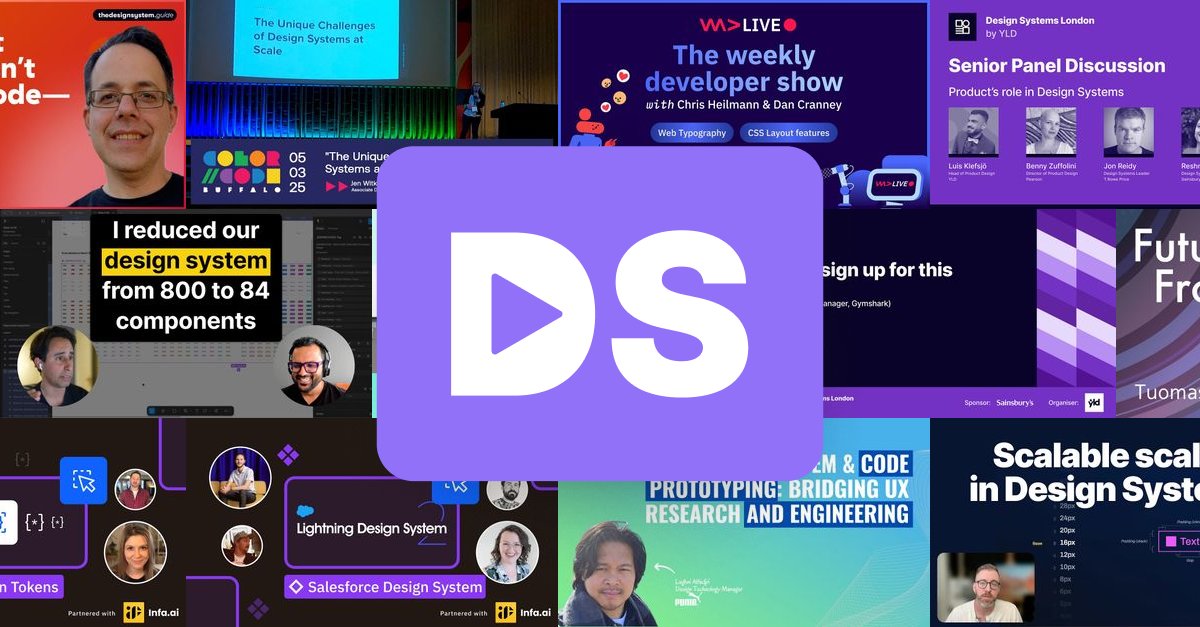 thedesignsystem.guide
n't
ode—
The Unique Challenges
of Design Systems at
Scale
COLOR
//CODE
BUFFALO
05
03
25
"The Unique
Systems a
Jen Witk
WAD>LIVE
The weekly
developer show
with Chris Heilmann & Dan Cranney
Web Typography
CSS Layout features
LIVE
Design Systems London
by YLD
Senior Panel Discussion
Product's role in Design Systems
Luis Klefsjö
Head of Product Design
YLD
Benny Zuffolini
Director of Product Design
Pearson
Jon Reidy
Design Systems Leader
T.Rowe Price
Reshm
I reduced our
design system
from 800 to 84
components
DS
sign up for this
anager, Gymshark)
ms London
Sponsor: Sainsbury's
Organiser: yld
Futu
Fro
Tuomas
{*}
{*}
{*}
n Tokens
Partnered with Infa.ai
Lightning Design System
2
Salesforce Design System
Partnered with Infa.ai
EM & CODE
PROTOTYPING: BRIDGING UX
RESEARCH AND ENGINEERING
Design Technology Manager
PUMA
Scalable scal
in Design Syste
28px
24px
20px
Base
16px
12px
10px
8px
6px
Text